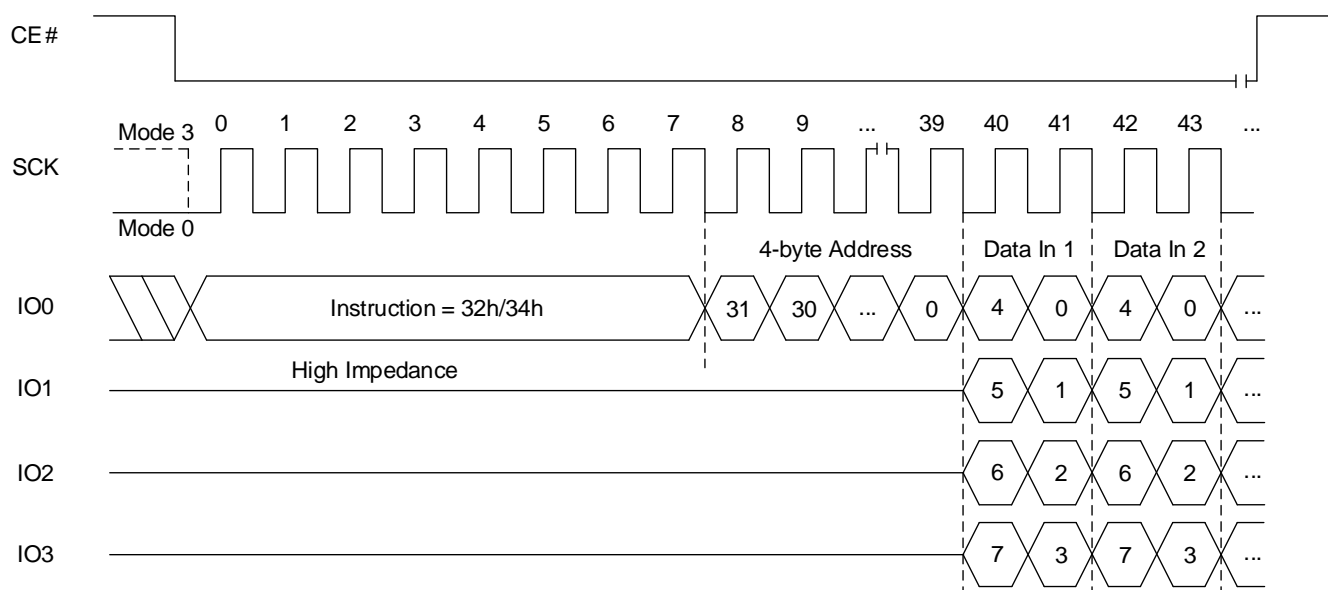 CE#
Mode 3 0 1 2 3 4 5 6 7 8 9 ... 39 40 41 42 43 ...
SCK
Mode 0
4-byte Address Data In 1 Data In 2
IO0 Instruction = 32h/34h 31 30 ... 0 4 0 4 0 ...
High Impedance
IO1 5 1 5 1 ...
IO2 6 2 6 2 ...
IO3 7 3 7 3 ...